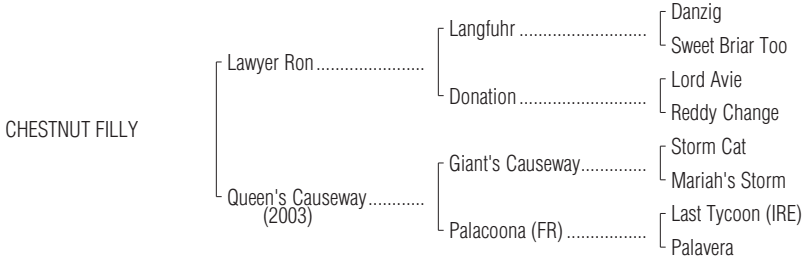 Danzig
Langfuhr ...........................
Sweet Briar Too
Lawyer Ron .......................
Lord Avie
Donation ...........................
Reddy Change
CHESTNUT FILLY
Storm Cat
Giant's Causeway ..............
Mariah's Storm
Queen's Causeway ............
(2003)
Last Tycoon (IRE)
Palacoona (FR) .................
Palavera